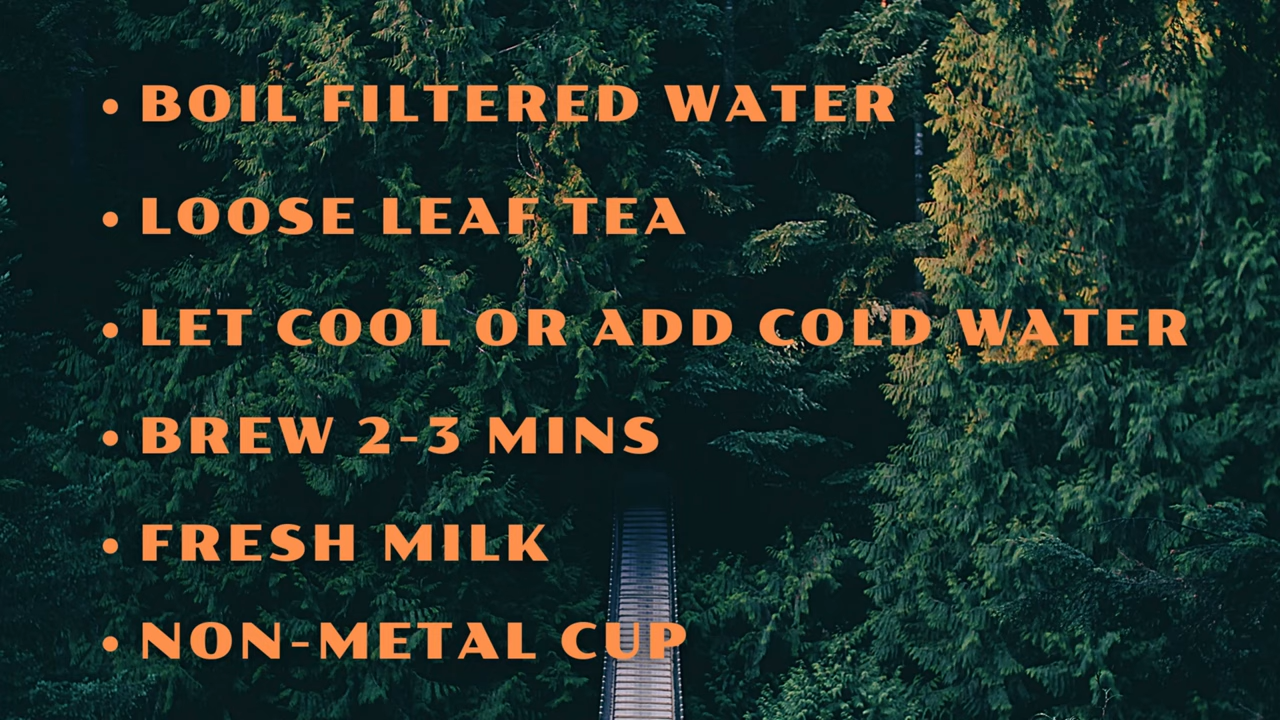 • BOIL FILTERED WATER
• LOOSE LEAF TEA
• LET COOL OR ADD COLD WATER
• BREW 2-3 MINS
• FRESH MILK
• NON-METAL CUP